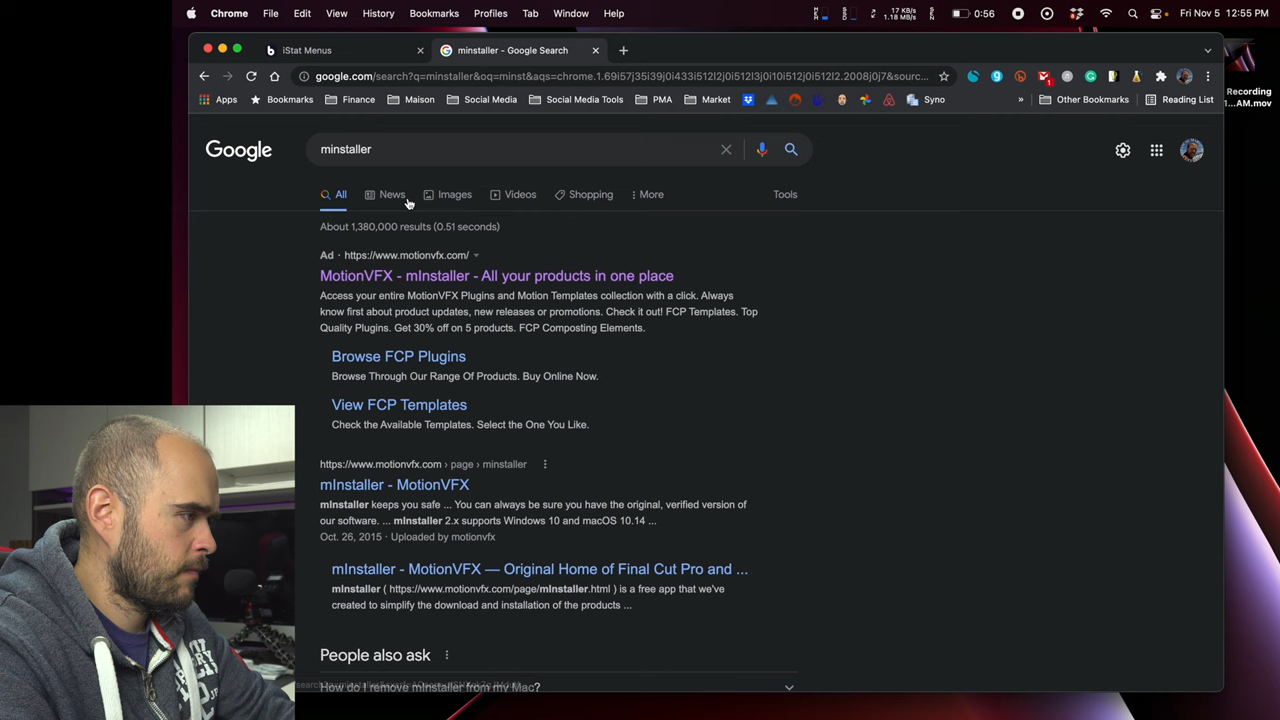 Chrome File Edit View History Bookmarks Profiles Tab Window Help 17 KB/s 1.18 MB/s 0:56 Fri Nov 5 12:55 PM
iStat Menus minstaller - Google Search
google.com/search?q=minstaller&oq=minst&aqs=chrome.1.69i57j35i39j0i433i512l2j0i512l3j0i10i512j0i512l2.2008j0j7&sourc...
Apps Bookmarks Finance Maison Social Media Social Media Tools PMA Market Syno » Other Bookmarks Reading List
Recording
1...AM.mov
Google minstaller
All News Images Videos Shopping More Tools
About 1,380,000 results (0.51 seconds)
Ad · https://www.motionvfx.com/
MotionVFX - mInstaller - All your products in one place
Access your entire MotionVFX Plugins and Motion Templates collection with a click. Always
know first about product updates, new releases or promotions. Check it out! FCP Templates. Top
Quality Plugins. Get 30% off on 5 products. FCP Compositing Elements.
Browse FCP Plugins
Browse Through Our Range Of Products. Buy Online Now.
View FCP Templates
Check the Available Templates. Select the One You Like.
https://www.motionvfx.com › page › minstaller
mInstaller - MotionVFX
mInstaller keeps you safe ... You can always be sure you have the original, verified version of
our software. ... mInstaller 2.x supports Windows 10 and macOS 10.14 ...
Oct. 26, 2015 · Uploaded by motionvfx
mInstaller - MotionVFX — Original Home of Final Cut Pro and ...
mInstaller ( https://www.motionvfx.com/page/mInstaller.html ) is a free app that we've
created to simplify the download and installation of the products ...
People also ask
How do I remove mInstaller from my Mac?